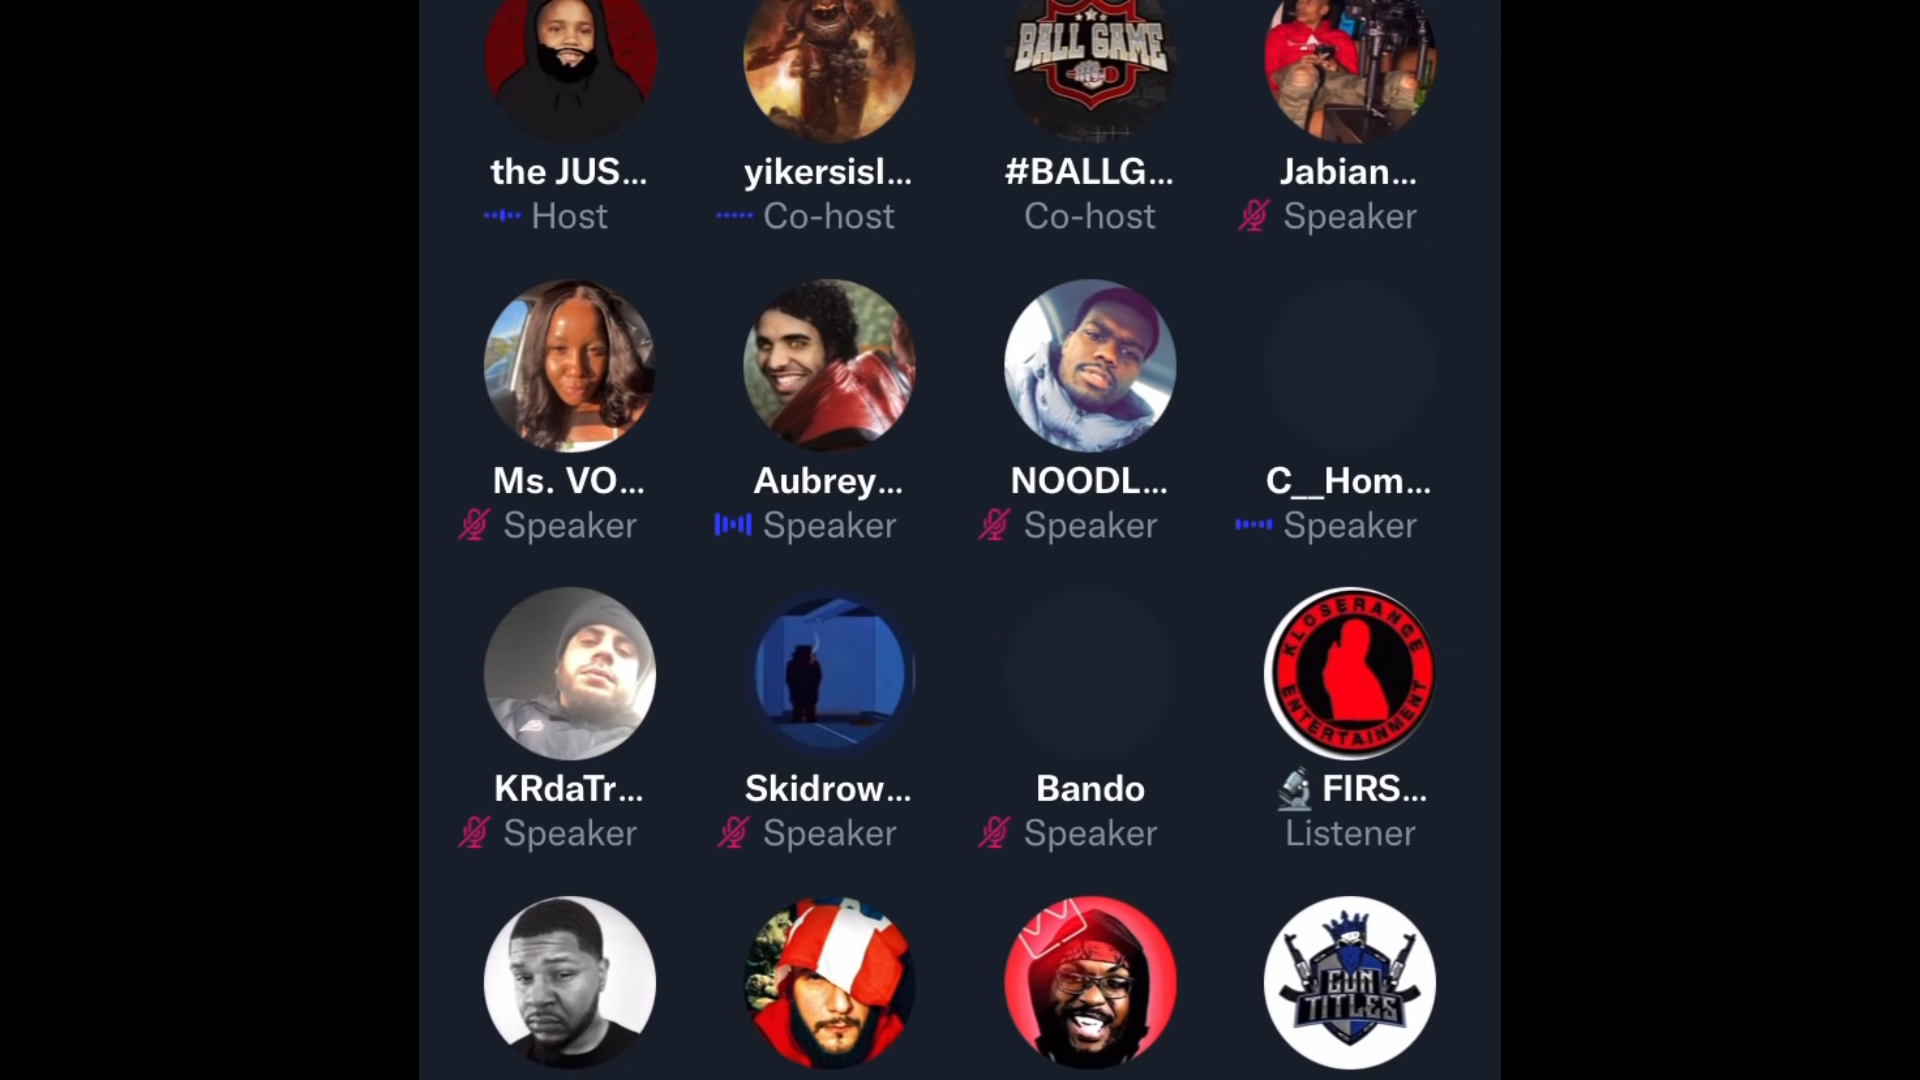 BALL GAME
the JUS... yikersisl... #BALLG... Jabian...
Host Co-host Co-host Speaker
Ms. VO... Aubrey... NOODL... C__Hom...
Speaker Speaker Speaker Speaker
KLOSERANGE
ENTERTAINMENT
KRdaTr... Skidrow... Bando 🔬 FIRS...
Speaker Speaker Speaker Listener
GUN
TITLES